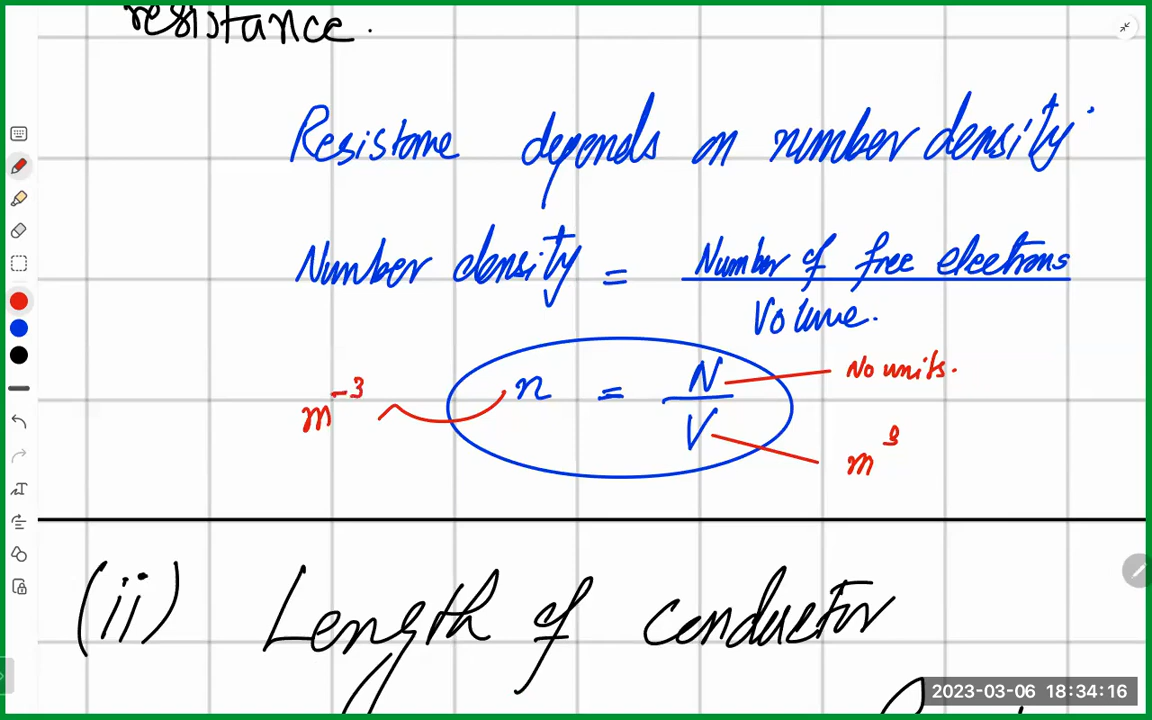 resistance.
Resistance depends on number density.
Number density = Number of free electrons
Volume.
n = N
V
No units.
m⁻³
m³
(ii) Length of conductor
2023-03-06 18:34:16